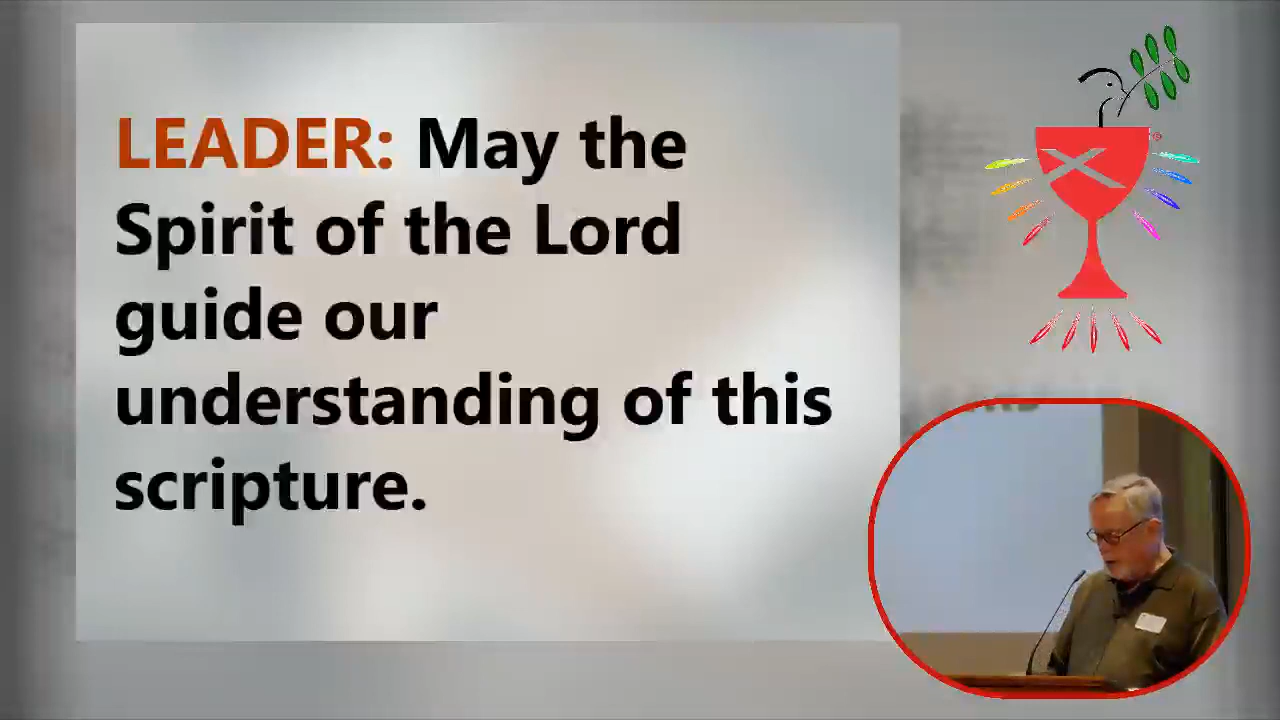 LEADER: May the
Spirit of the Lord
guide our
understanding of this
scripture.